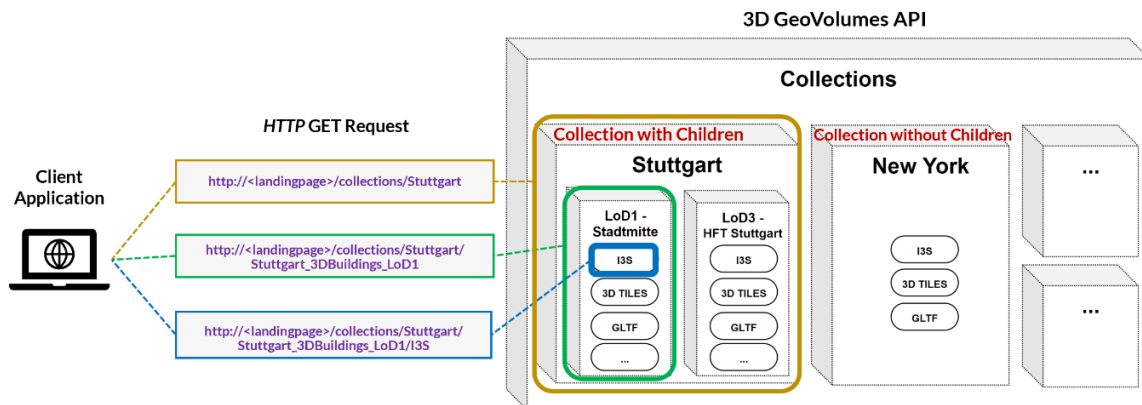 3D GeoVolumes API
Collections
HTTP GET Request
Client
Application
http://<landingpage>/collections/Stuttgart
http://<landingpage>/collections/Stuttgart/
Stuttgart_3DBuildings_LoD1
http://<landingpage>/collections/Stuttgart/
Stuttgart_3DBuildings_LoD1/I3S
Collection with Children
Stuttgart
LoD1 -
Stadtmitte
I3S
3D TILES
GLTF
...
LoD3 -
HFT Stuttgart
I3S
3D TILES
GLTF
...
Collection without Children
New York
I3S
3D TILES
GLTF
...
...